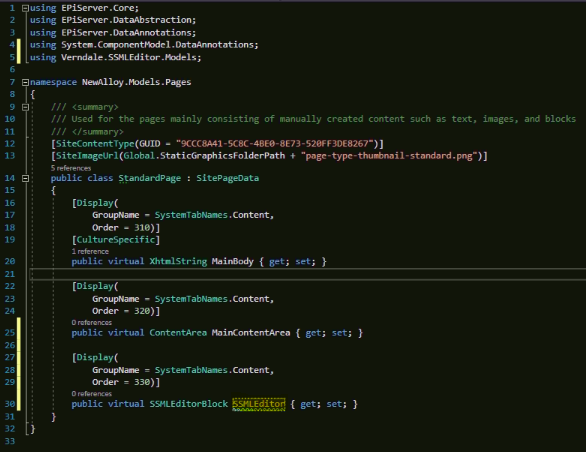 1 using EPiServer.Core;
2 using EPiServer.DataAbstraction;
3 using EPiServer.DataAnnotations;
4 using System.ComponentModel.DataAnnotations;
5 using Verndale.SSMLEditor.Models;
6
7 namespace NewAlloy.Models.Pages
8 {
9 /// <summary>
10 /// Used for the pages mainly consisting of manually created content such as text, images, and blocks
11 /// </summary>
12 [SiteContentType(GUID = "9CCC8A41-5C8C-4BE0-8E73-520FF3DE8267")]
13 [SiteImageUrl(Global.StaticGraphicsFolderPath + "page-type-thumbnail-standard.png")]
5 references
14 public class StandardPage : SitePageData
15 {
16 [Display(
17 GroupName = SystemTabNames.Content,
18 Order = 310)]
19 [CultureSpecific]
1 reference
20 public virtual XhtmlString MainBody { get; set; }
21
22 [Display(
23 GroupName = SystemTabNames.Content,
24 Order = 320)]
0 references
25 public virtual ContentArea MainContentArea { get; set; }
26
27 [Display(
28 GroupName = SystemTabNames.Content,
29 Order = 330)]
0 references
30 public virtual SSMLEditorBlock SSMLEditor { get; set; }
31 }
32 }
33